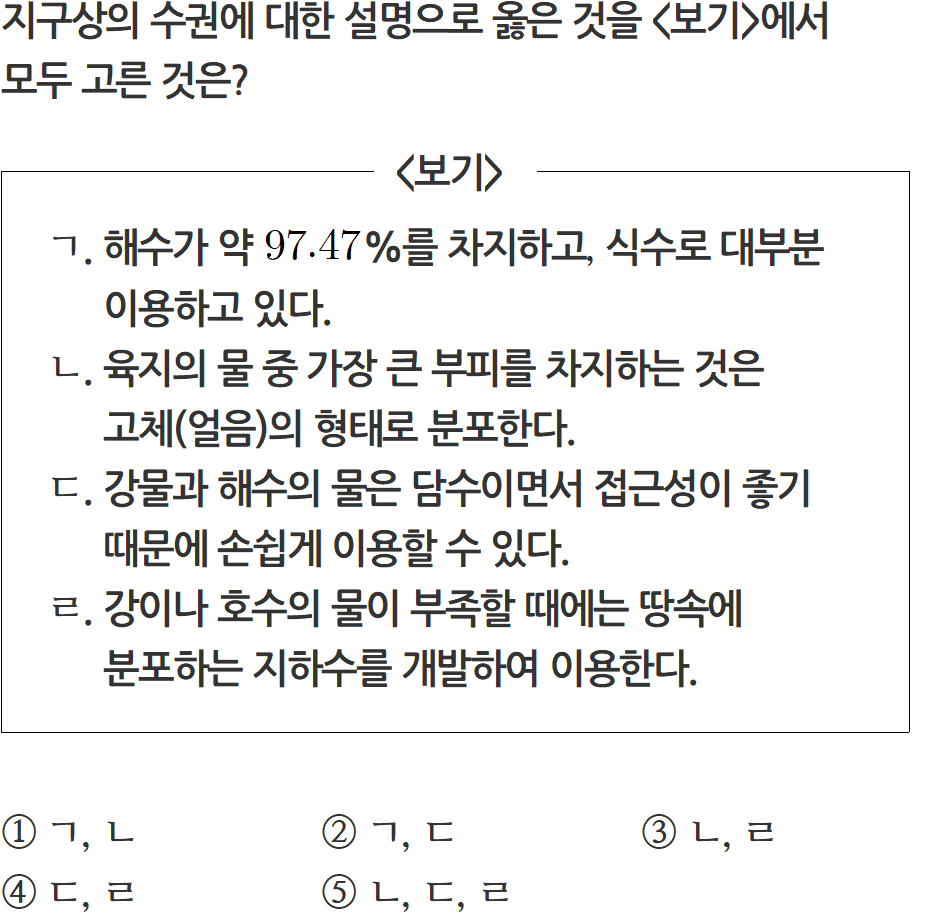 지구상의 수권에 대한 설명으로 옳은 것을 <보기>에서
모두 고른 것은?
<보기>
ㄱ. 해수가 약 97.47%를 차지하고, 식수로 대부분
이용하고 있다.
ㄴ. 육지의 물 중 가장 큰 부피를 차지하는 것은
고체(얼음)의 형태로 분포한다.
ㄷ. 강물과 해수의 물은 담수이면서 접근성이 좋기
때문에 손쉽게 이용할 수 있다.
ㄹ. 강이나 호수의 물이 부족할 때에는 땅속에
분포하는 지하수를 개발하여 이용한다.
① ㄱ, ㄴ ② ㄱ, ㄷ ③ ㄴ, ㄹ
④ ㄷ, ㄹ ⑤ ㄴ, ㄷ, ㄹ